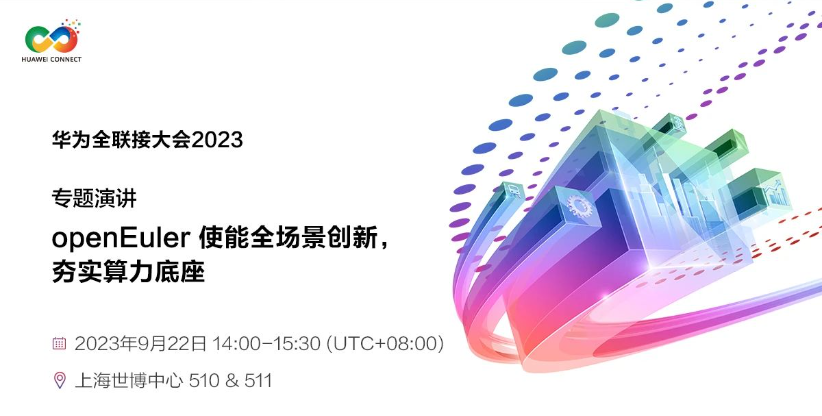 HUAWEI CONNECT
华为全联接大会2023
专题演讲
openEuler 使能全场景创新，
夯实算力底座
2023年9月22日 14:00-15:30 (UTC+08:00)
上海世博中心 510 & 511